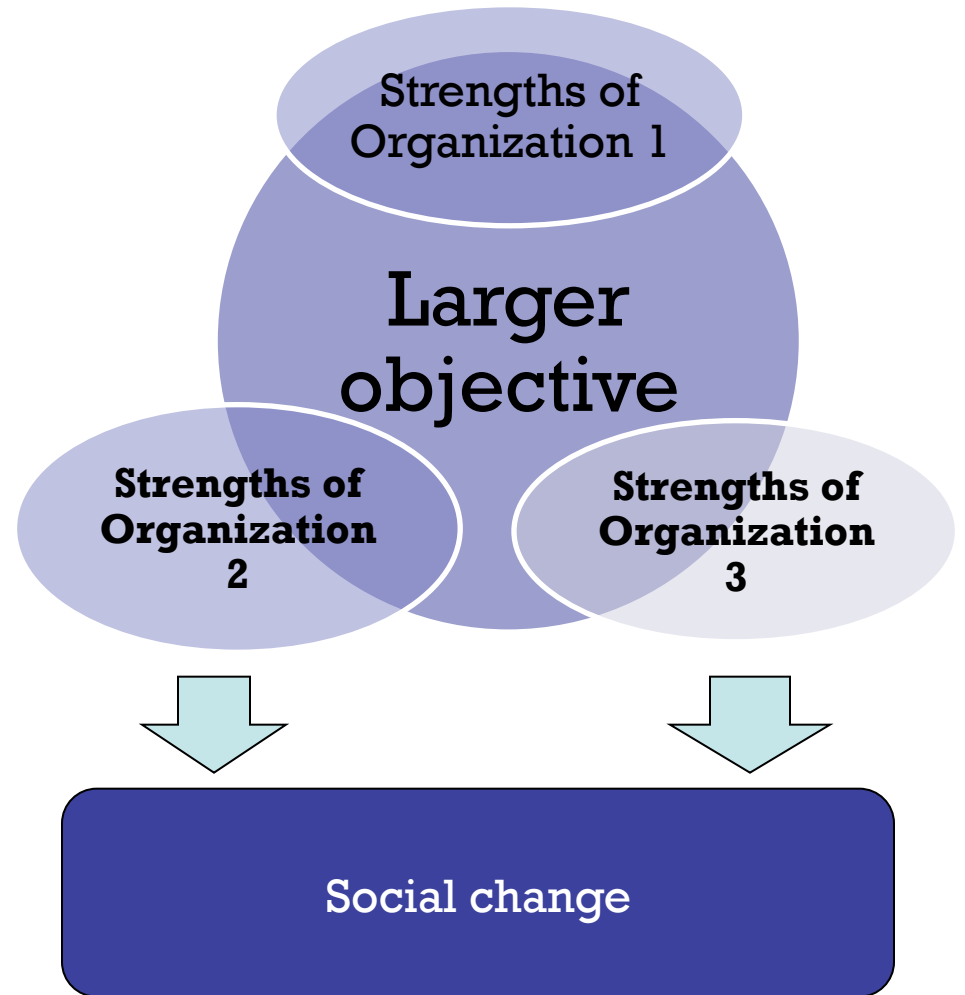 Strengths of
Organization 1
Larger
objective
Strengths of
Organization
2
Strengths of
Organization
3
Social change